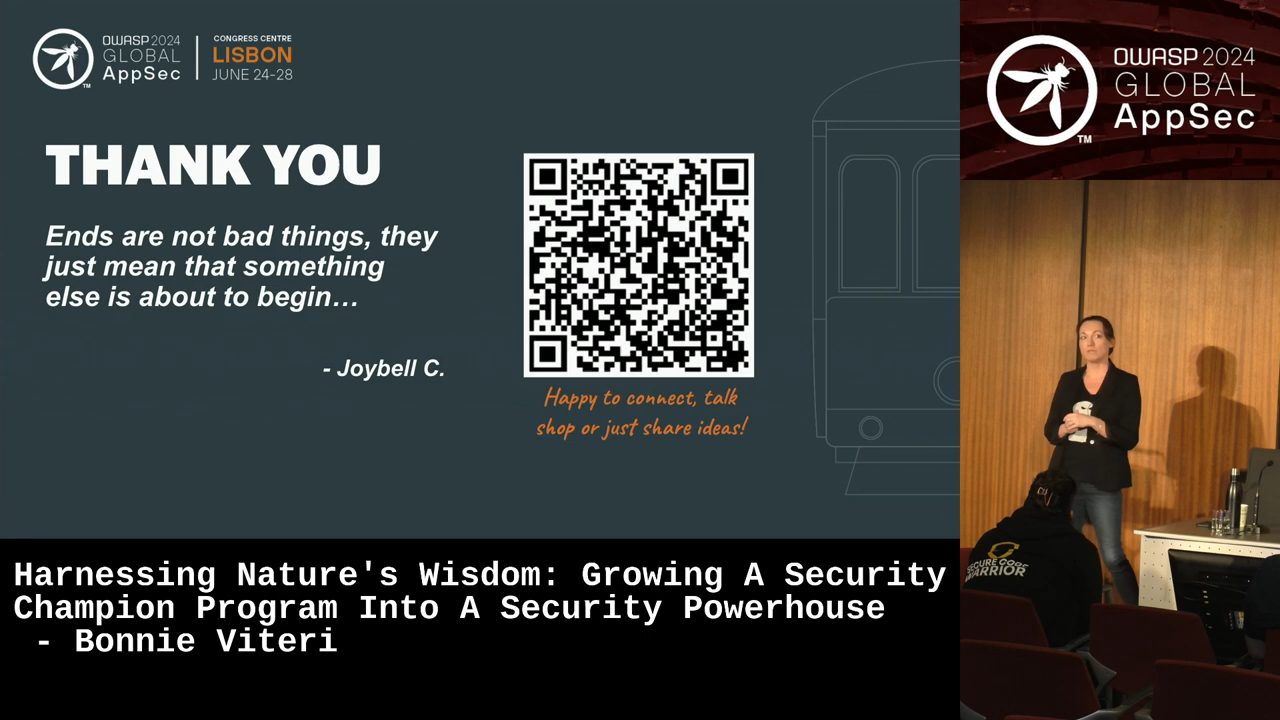 OWASP 2024
GLOBAL
AppSec
TM
CONGRESS CENTRE
LISBON
JUNE 24-28
THANK YOU
Ends are not bad things, they
just mean that something
else is about to begin...
- Joybell C.
Happy to connect, talk
shop or just share ideas!
OWASP 2024
GLOBAL
AppSec
TM
SECURE CODE
WARRIOR
Harnessing Nature's Wisdom: Growing A Security
Champion Program Into A Security Powerhouse
- Bonnie Viteri